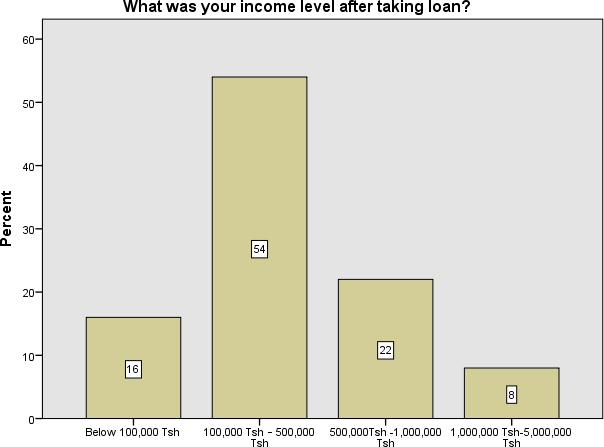 What was your income level after taking loan?
Percent
60
50
40
30
20
10
0
16
54
22
8
Below 100,000 Tsh
100,000 Tsh - 500,000
Tsh
500,000Tsh -1,000,000
Tsh
1,000,000 Tsh-5,000,000
Tsh